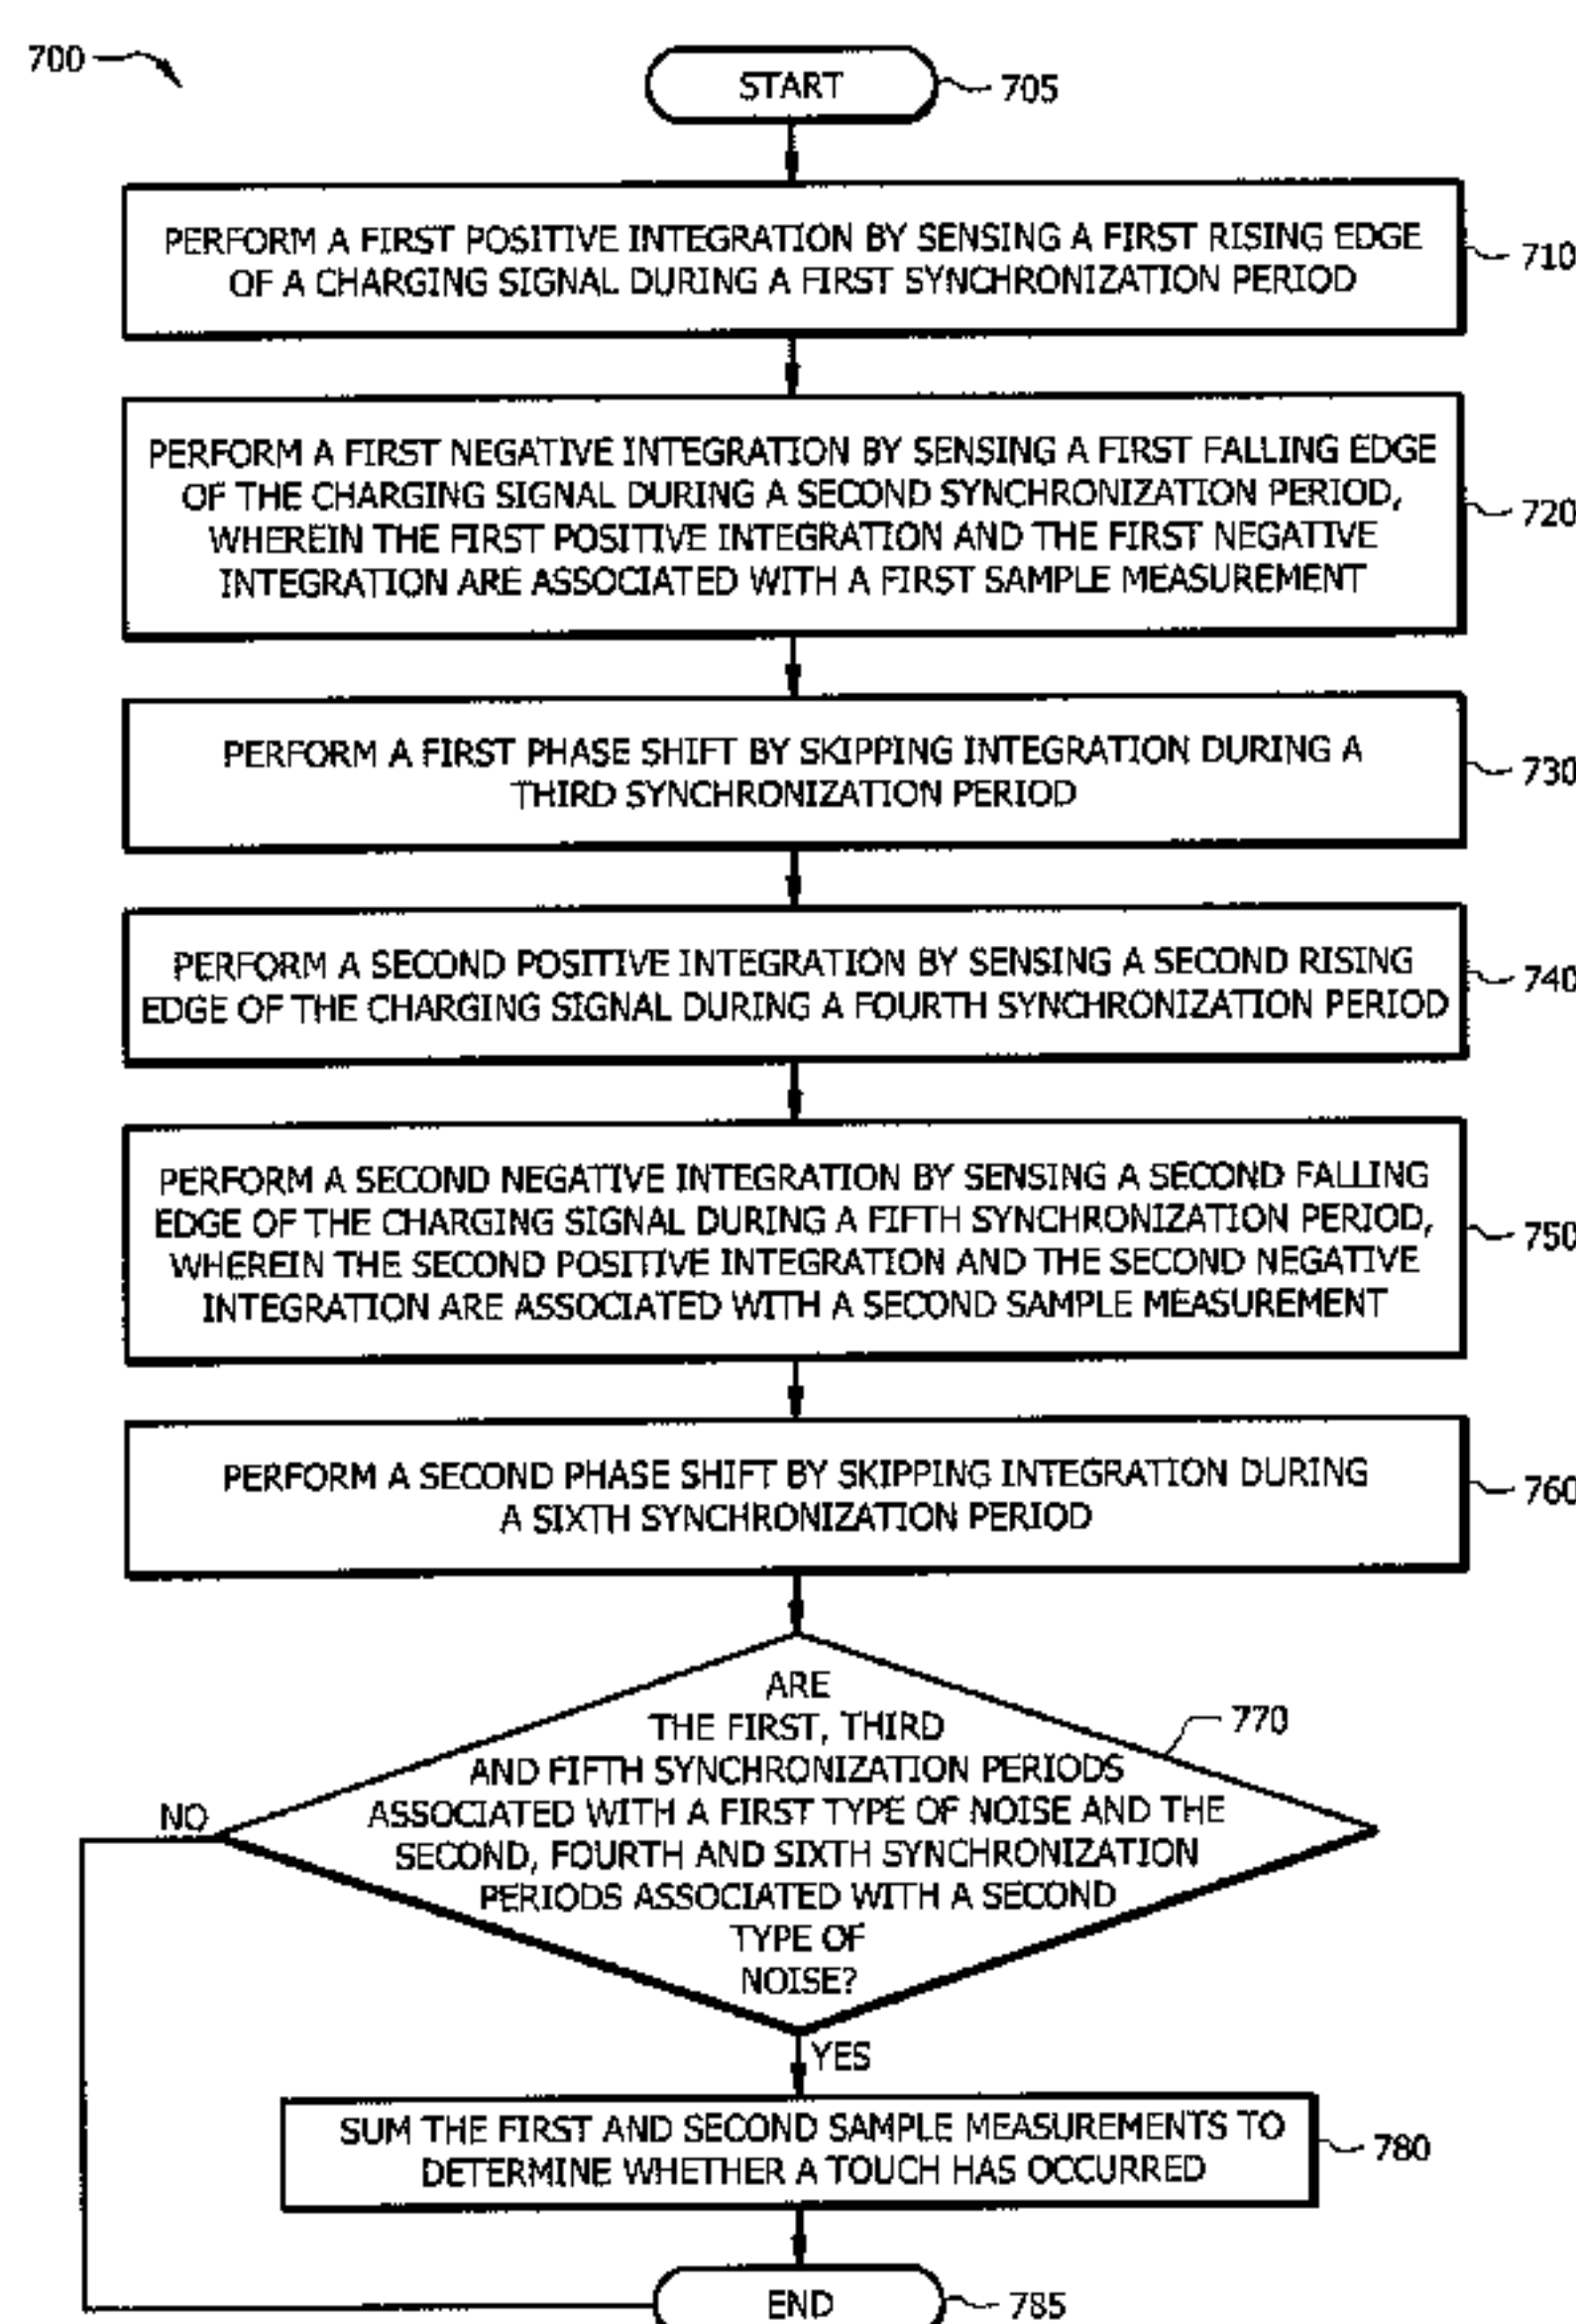 700
START
705
PERFORM A FIRST POSITIVE INTEGRATION BY SENSING A FIRST RISING EDGE
OF A CHARGING SIGNAL DURING A FIRST SYNCHRONIZATION PERIOD
710
PERFORM A FIRST NEGATIVE INTEGRATION BY SENSING A FIRST FALLING EDGE
OF THE CHARGING SIGNAL DURING A SECOND SYNCHRONIZATION PERIOD,
WHEREIN THE FIRST POSITIVE INTEGRATION AND THE FIRST NEGATIVE
INTEGRATION ARE ASSOCIATED WITH A FIRST SAMPLE MEASUREMENT
720
PERFORM A FIRST PHASE SHIFT BY SKIPPING INTEGRATION DURING A
THIRD SYNCHRONIZATION PERIOD
730
PERFORM A SECOND POSITIVE INTEGRATION BY SENSING A SECOND RISING
EDGE OF THE CHARGING SIGNAL DURING A FOURTH SYNCHRONIZATION PERIOD
740
PERFORM A SECOND NEGATIVE INTEGRATION BY SENSING A SECOND FALLING
EDGE OF THE CHARGING SIGNAL DURING A FIFTH SYNCHRONIZATION PERIOD,
WHEREIN THE SECOND POSITIVE INTEGRATION AND THE SECOND NEGATIVE
INTEGRATION ARE ASSOCIATED WITH A SECOND SAMPLE MEASUREMENT
750
PERFORM A SECOND PHASE SHIFT BY SKIPPING INTEGRATION DURING
A SIXTH SYNCHRONIZATION PERIOD
760
ARE
THE FIRST, THIRD
AND FIFTH SYNCHRONIZATION PERIODS
ASSOCIATED WITH A FIRST TYPE OF NOISE AND THE
SECOND, FOURTH AND SIXTH SYNCHRONIZATION
PERIODS ASSOCIATED WITH A SECOND
TYPE OF
NOISE?
770
NO
YES
SUM THE FIRST AND SECOND SAMPLE MEASUREMENTS TO
DETERMINE WHETHER A TOUCH HAS OCCURRED
780
END
785